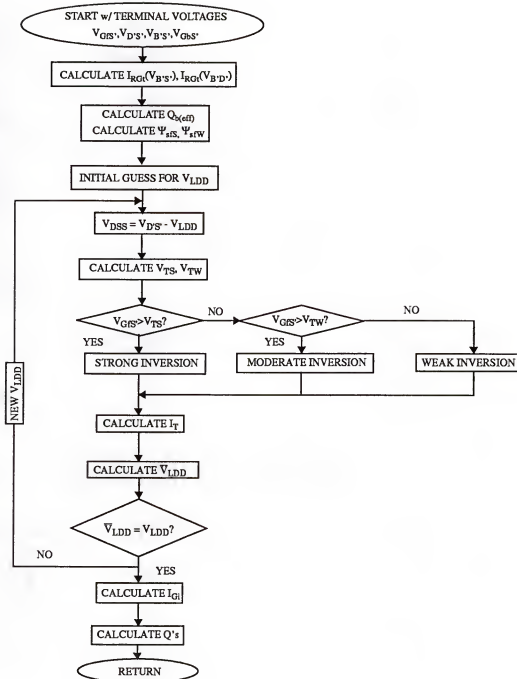 START w/ TERMINAL VOLTAGES
V_GfS', V_D'S', V_B'S', V_GbS'
CALCULATE I_RGt(V_B'S'), I_RGt(V_B'D')
CALCULATE Q_b(eff)
CALCULATE Ψ_sfS, Ψ_sfW
INITIAL GUESS FOR V_LDD
V_DSS = V_D'S' - V_LDD
CALCULATE V_TS, V_TW
V_GfS'>V_TS?
NO
V_GfS'>V_TW?
NO
YES
YES
STRONG INVERSION
MODERATE INVERSION
WEAK INVERSION
NEW V_LDD
CALCULATE I_T
CALCULATE V̄_LDD
V̄_LDD = V_LDD?
NO
YES
CALCULATE I_Gi
CALCULATE Q's
RETURN